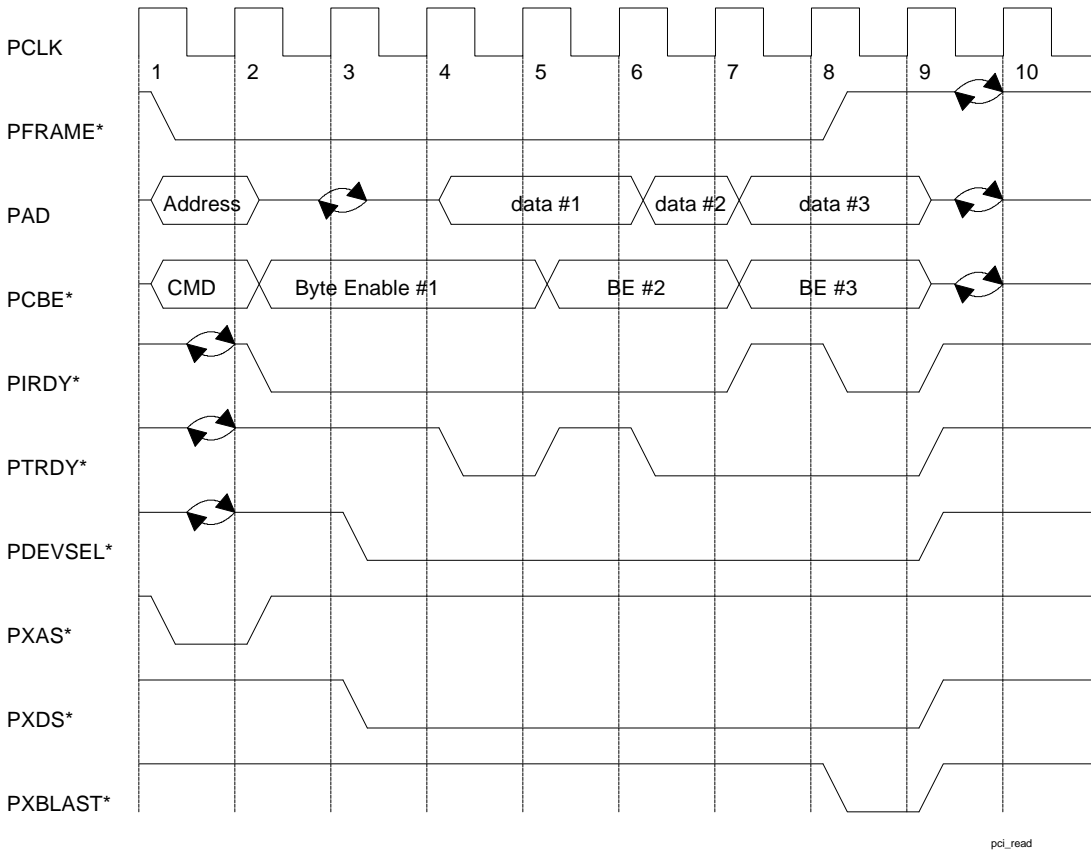 PCLK
1 2 3 4 5 6 7 8 9 10
PFRAME*
PAD
Address data #1 data #2 data #3
PCBE*
CMD Byte Enable #1 BE #2 BE #3
PIRDY*
PTRDY*
PDEVSEL*
PXAS*
PXDS*
PXBLAST*
pci_read